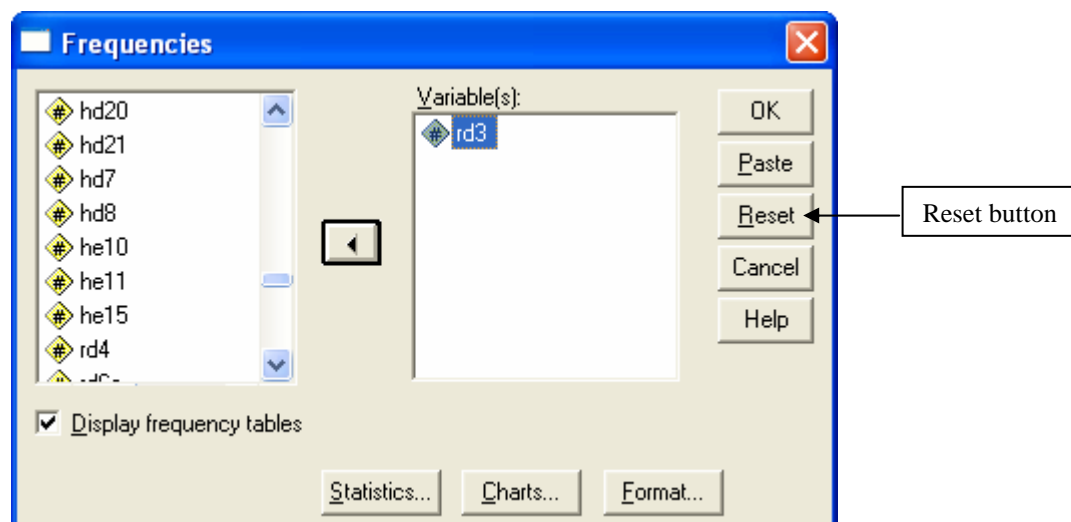 Frequencies
hd20
hd21
hd7
hd8
he10
he11
he15
rd4
Variable(s):
rd3
OK
Paste
Reset
Cancel
Help
Reset button
Display frequency tables
Statistics...
Charts...
Format...